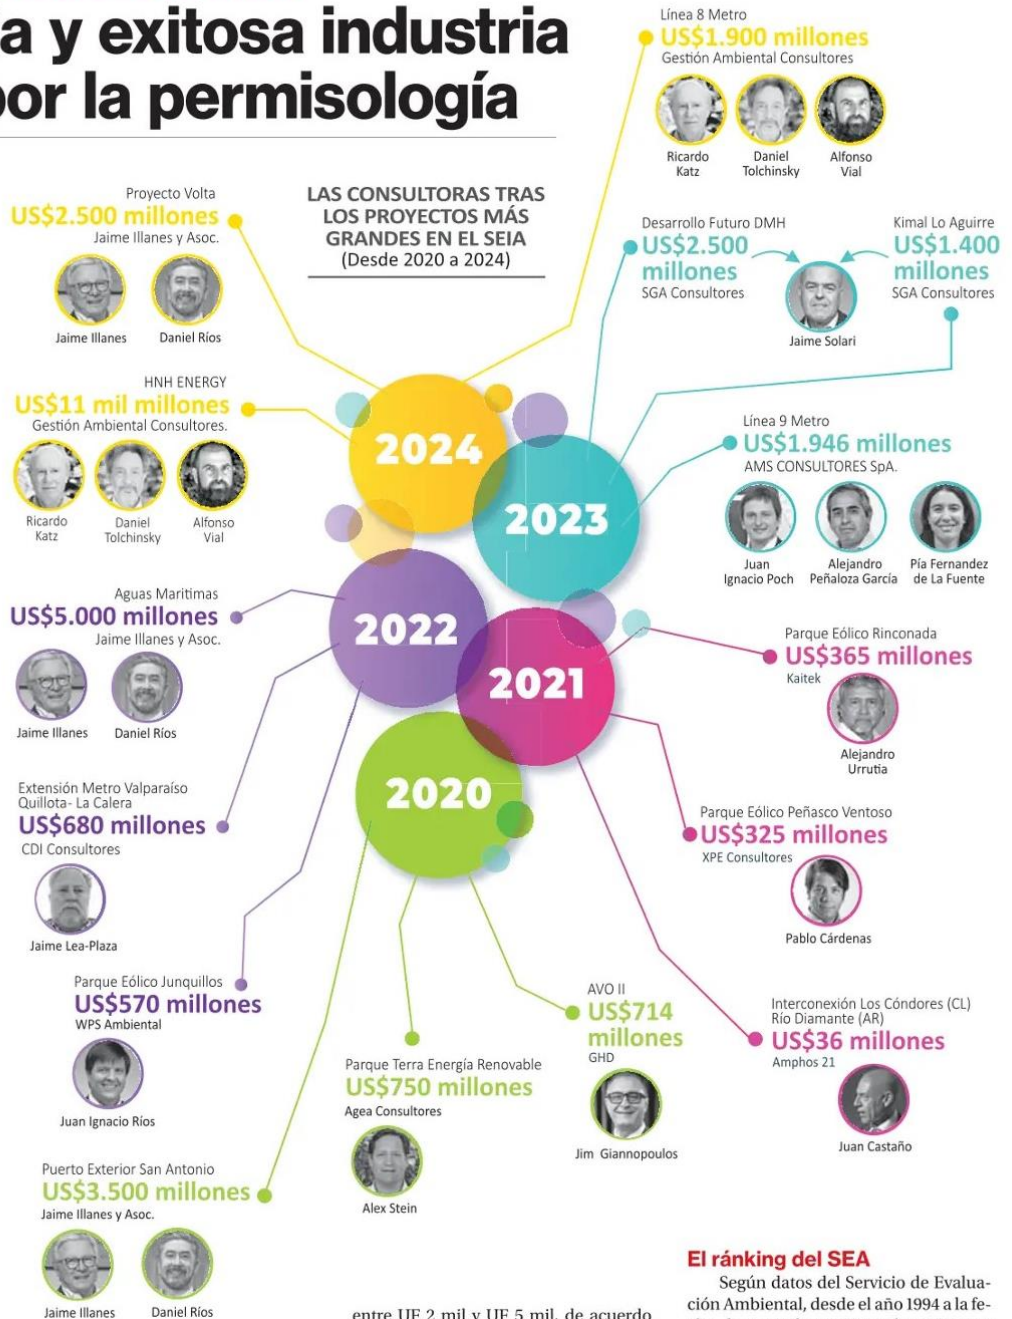 a y exitosa industria
por la permisología
LAS CONSULTORAS TRAS
LOS PROYECTOS MÁS
GRANDES EN EL SEIA
(Desde 2020 a 2024)
Línea 8 Metro
US$1.900 millones
Gestión Ambiental Consultores
Ricardo
Katz
Daniel
Tolchinsky
Alfonso
Vial
Proyecto Volta
US$2.500 millones
Jaime Illanes y Asoc.
Jaime Illanes
Daniel Ríos
HNH ENERGY
US$11 mil millones
Gestión Ambiental Consultores.
Ricardo
Katz
Daniel
Tolchinsky
Alfonso
Vial
2024
Desarrollo Futuro DMH
US$2.500
millones
SGA Consultores
Kimal Lo Aguirre
US$1.400
millones
SGA Consultores
Jaime Solari
Línea 9 Metro
US$1.946 millones
AMS CONSULTORES SpA.
Juan
Ignacio Poch
Alejandro
Peñaloza García
Pía Fernandez
de La Fuente
2023
Aguas Maritimas
US$5.000 millones
Jaime Illanes y Asoc.
Jaime Illanes
Daniel Ríos
Extensión Metro Valparaíso
Quillota- La Calera
US$680 millones
CDI Consultores
Jaime Lea-Plaza
Parque Eólico Junquillos
US$570 millones
WPS Ambiental
Juan Ignacio Ríos
2022
Parque Eólico Rinconada
US$365 millones
Kaitek
Alejandro
Urrutia
Parque Eólico Peñasco Ventoso
US$325 millones
XPE Consultores
Pablo Cárdenas
Interconexión Los Cóndores (CL)
Río Diamante (AR)
US$36 millones
Amphos 21
Juan Castaño
2021
2020
AVO II
US$714
millones
GHD
Jim Giannopoulos
Parque Terra Energía Renovable
US$750 millones
Agea Consultores
Alex Stein
Puerto Exterior San Antonio
US$3.500 millones
Jaime Illanes y Asoc.
Jaime Illanes
Daniel Ríos
entre UF 2 mil y UF 5 mil, de acuerdo
El ránking del SEA
Según datos del Servicio de Evalua-
ción Ambiental, desde el año 1994 a la fe-